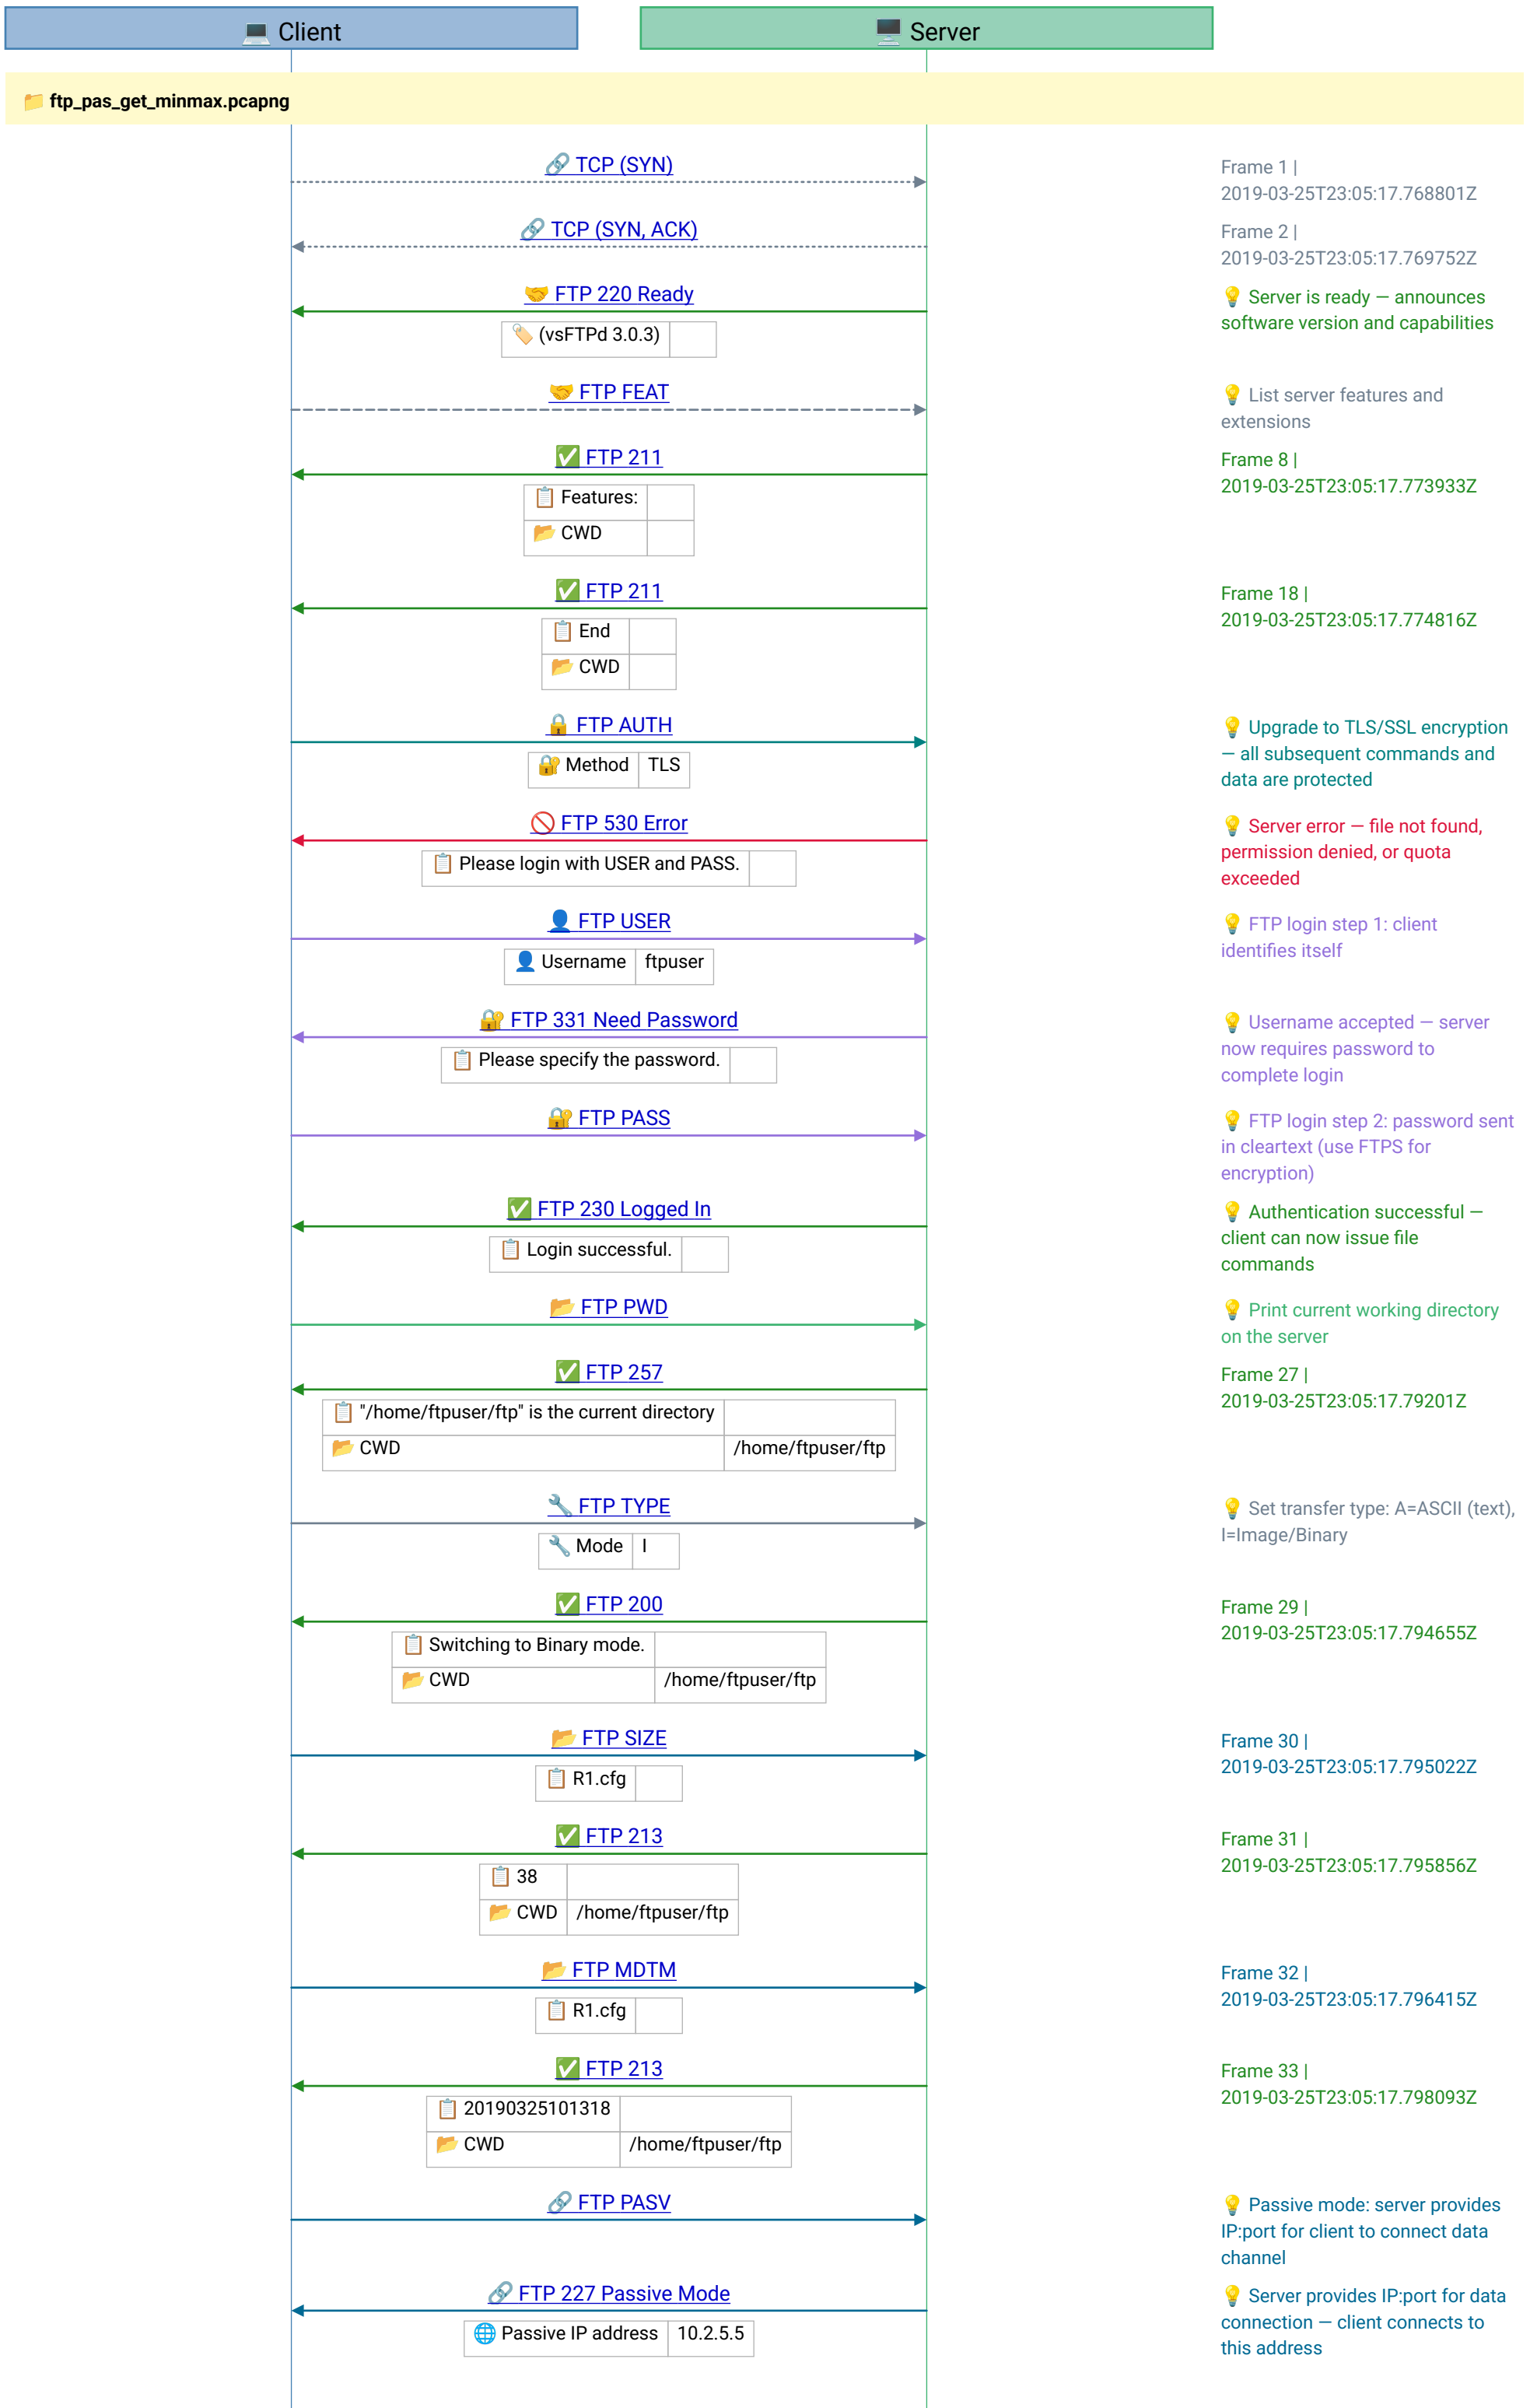 💻 Client
🖥️ Server
📁 ftp_pas_get_minmax.pcapng
🔗 TCP (SYN)
Frame 1 |
2019-03-25T23:05:17.768801Z
🔗 TCP (SYN, ACK)
Frame 2 |
2019-03-25T23:05:17.769752Z
🤝 FTP 220 Ready
🏷️ (vsFTPd 3.0.3)
💡 Server is ready — announces
software version and capabilities
🤝 FTP FEAT
💡 List server features and
extensions
✅ FTP 211
📋 Features:
📂 CWD
Frame 8 |
2019-03-25T23:05:17.773933Z
✅ FTP 211
📋 End
📂 CWD
Frame 18 |
2019-03-25T23:05:17.774816Z
🔒 FTP AUTH
🔐 Method TLS
💡 Upgrade to TLS/SSL encryption
— all subsequent commands and
data are protected
🚫 FTP 530 Error
📋 Please login with USER and PASS.
💡 Server error — file not found,
permission denied, or quota
exceeded
👤 FTP USER
👤 Username ftpuser
💡 FTP login step 1: client
identifies itself
🔐 FTP 331 Need Password
📋 Please specify the password.
💡 Username accepted — server
now requires password to
complete login
🔐 FTP PASS
💡 FTP login step 2: password sent
in cleartext (use FTPS for
encryption)
✅ FTP 230 Logged In
📋 Login successful.
💡 Authentication successful —
client can now issue file
commands
📂 FTP PWD
💡 Print current working directory
on the server
✅ FTP 257
📋 "/home/ftpuser/ftp" is the current directory
📂 CWD /home/ftpuser/ftp
Frame 27 |
2019-03-25T23:05:17.79201Z
🔧 FTP TYPE
🔧 Mode I
💡 Set transfer type: A=ASCII (text),
I=Image/Binary
✅ FTP 200
📋 Switching to Binary mode.
📂 CWD /home/ftpuser/ftp
Frame 29 |
2019-03-25T23:05:17.794655Z
📂 FTP SIZE
📋 R1.cfg
Frame 30 |
2019-03-25T23:05:17.795022Z
✅ FTP 213
📋 38
📂 CWD /home/ftpuser/ftp
Frame 31 |
2019-03-25T23:05:17.795856Z
📂 FTP MDTM
📋 R1.cfg
Frame 32 |
2019-03-25T23:05:17.796415Z
✅ FTP 213
📋 20190325101318
📂 CWD /home/ftpuser/ftp
Frame 33 |
2019-03-25T23:05:17.798093Z
🔗 FTP PASV
💡 Passive mode: server provides
IP:port for client to connect data
channel
🔗 FTP 227 Passive Mode
🌐 Passive IP address 10.2.5.5
💡 Server provides IP:port for data
connection — client connects to
this address